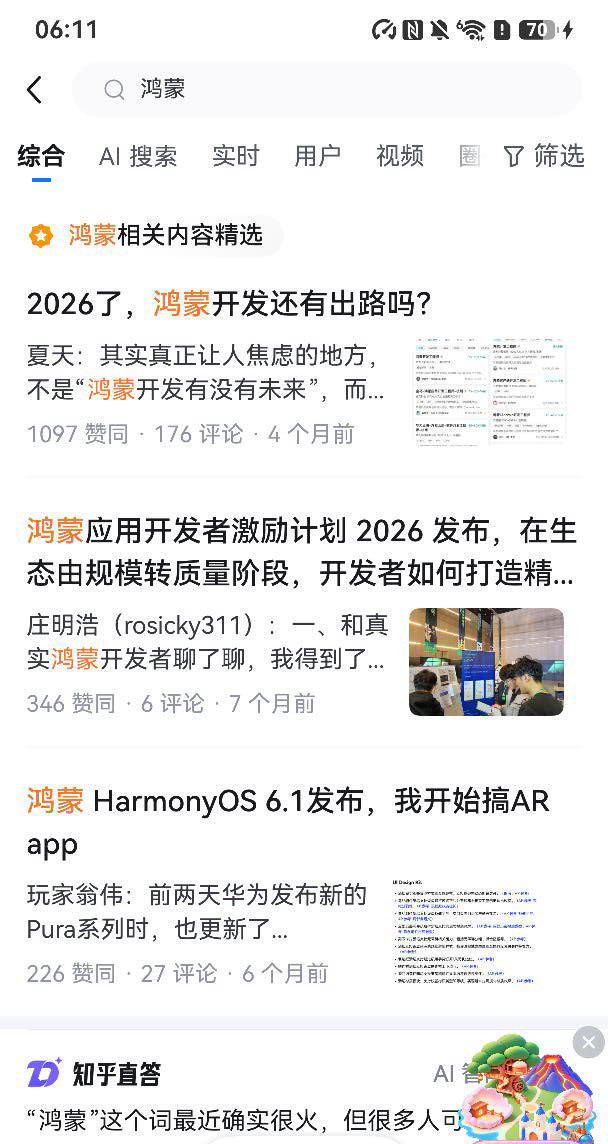 06:11
70
鸿蒙
综合 AI 搜索 实时 用户 视频 圈 筛选
鸿蒙相关内容精选
2026了，鸿蒙开发还有出路吗？
夏天：其实真正让人焦虑的地方，
不是“鸿蒙开发有没有未来”，而...
1097 赞同 · 176 评论 · 4 个月前
鸿蒙应用开发者激励计划 2026 发布，在生
态由规模转质量阶段，开发者如何打造精...
庄明浩（rosicky311）：一、和真
实鸿蒙开发者聊了聊，我得到了...
346 赞同 · 6 评论 · 7 个月前
鸿蒙 HarmonyOS 6.1发布，我开始搞AR
app
玩家翁伟：前两天华为发布新的
Pura系列时，也更新了...
226 赞同 · 27 评论 · 6 个月前
UI Design Kit
知乎直答
AI 智
“鸿蒙”这个词最近确实很火，但很多人可